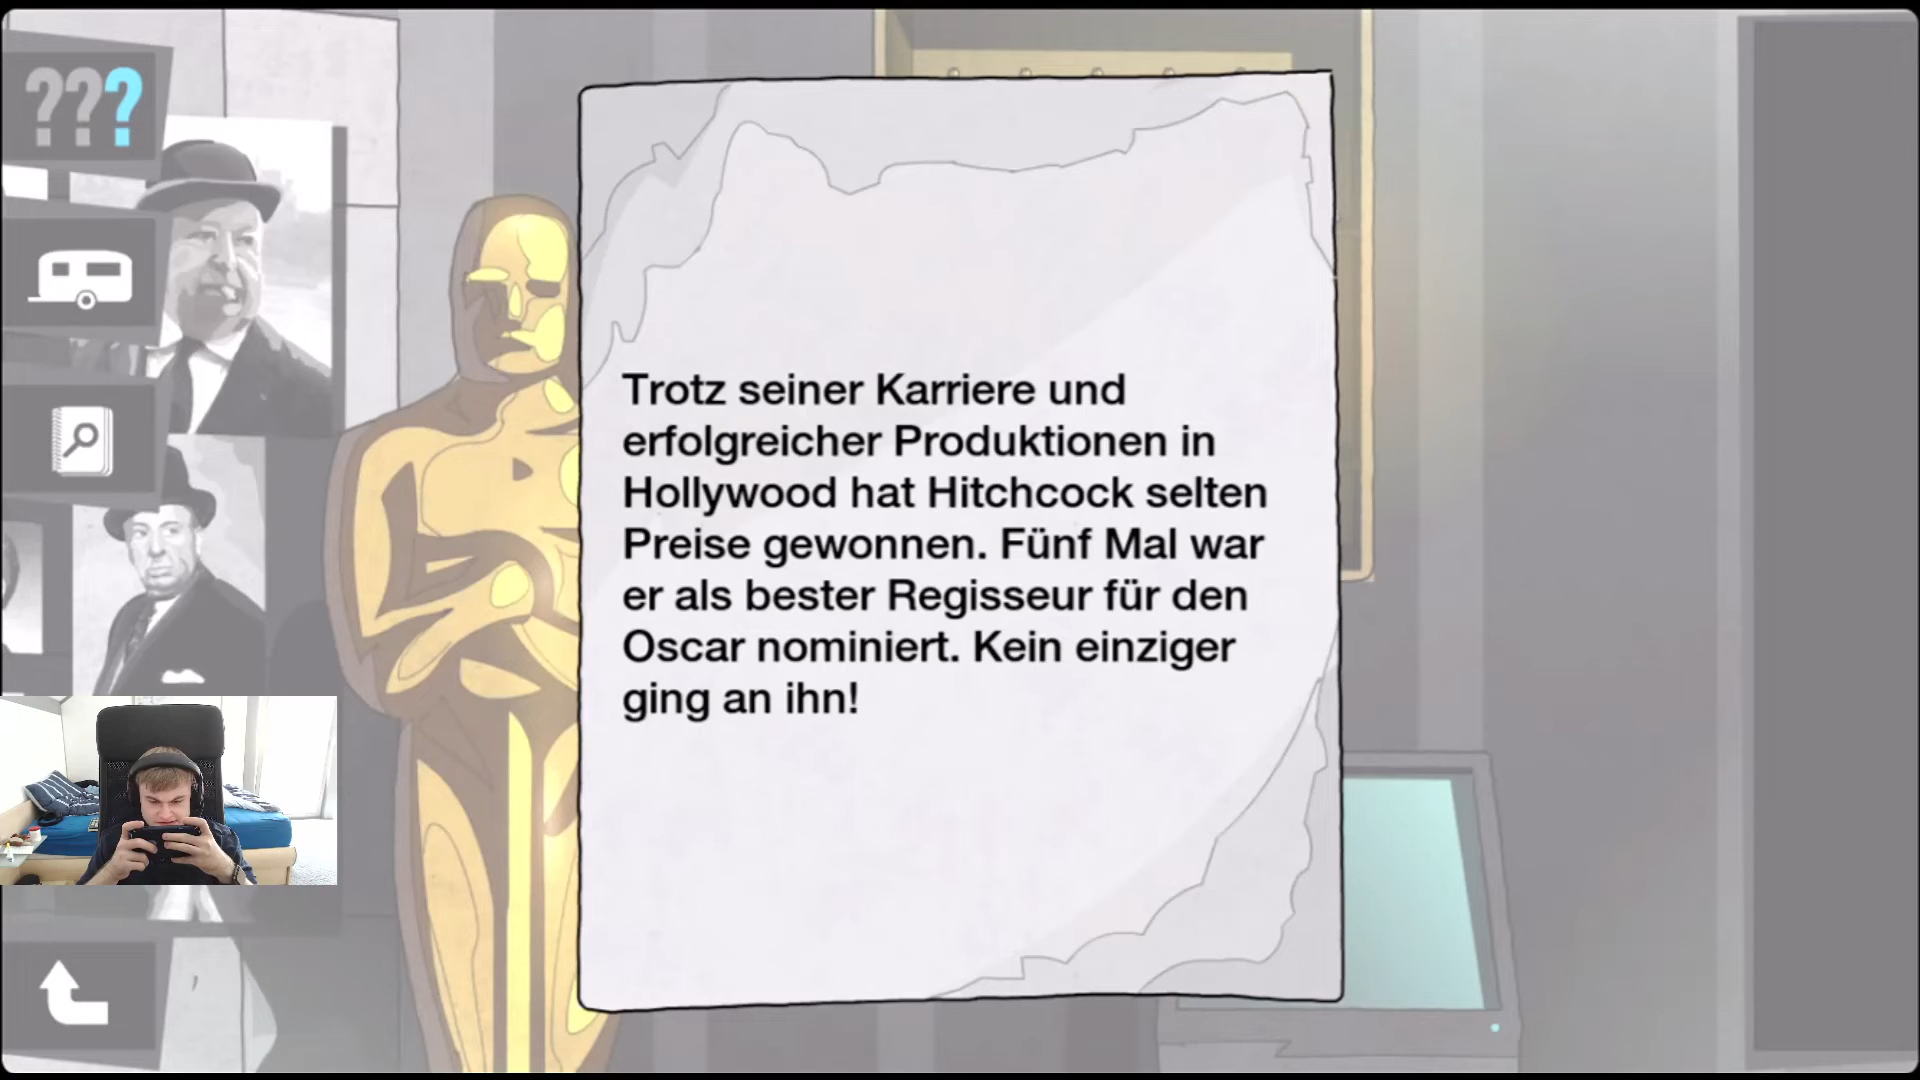 ???
Trotz seiner Karriere und
erfolgreicher Produktionen in
Hollywood hat Hitchcock selten
Preise gewonnen. Fünf Mal war
er als bester Regisseur für den
Oscar nominiert. Kein einziger
ging an ihn!